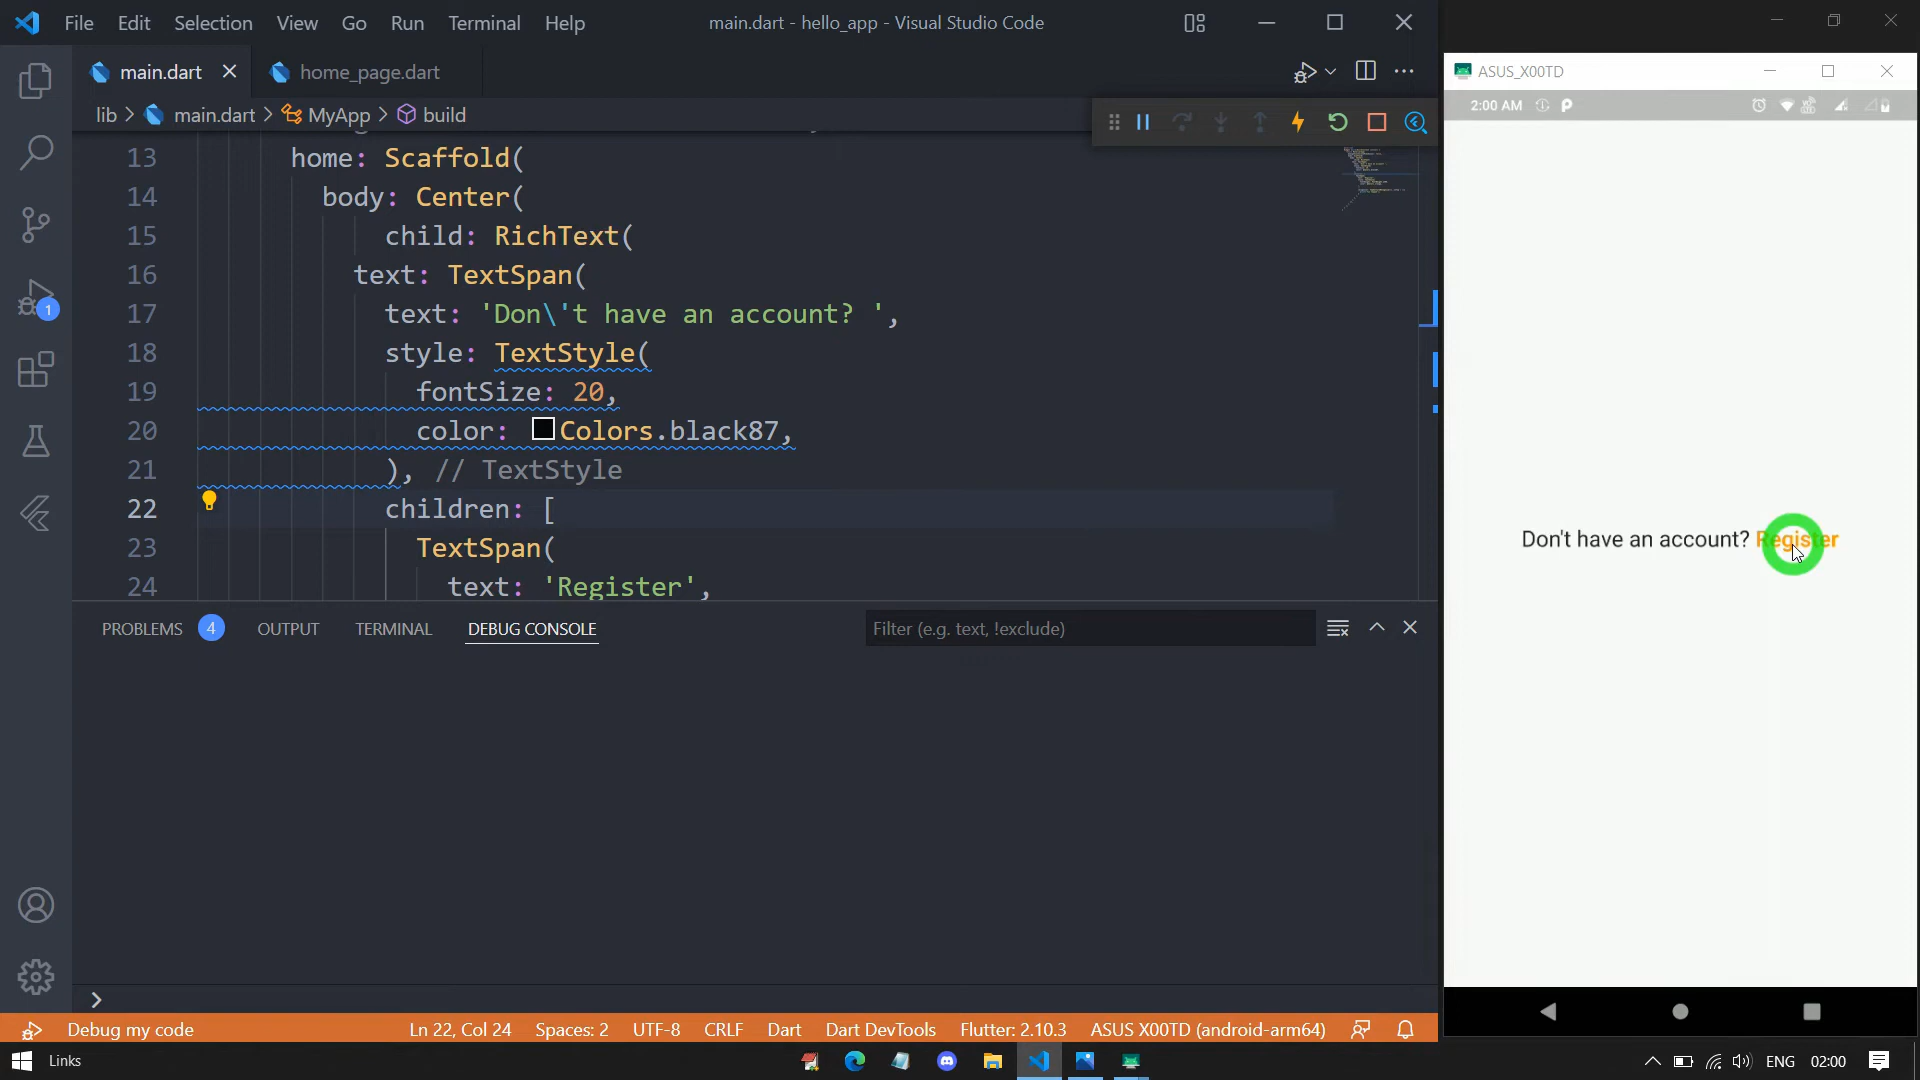 File Edit Selection View Go Run Terminal Help
main.dart - hello_app - Visual Studio Code
main.dart
home_page.dart
lib > main.dart > MyApp > build
13 home: Scaffold(
14 body: Center(
15 child: RichText(
16 text: TextSpan(
17 text: 'Don\'t have an account? ',
18 style: TextStyle(
19 fontSize: 20,
20 color: Colors.black87,
21 ), // TextStyle
22 children: [
23 TextSpan(
24 text: 'Register',
1
PROBLEMS 4 OUTPUT TERMINAL DEBUG CONSOLE
Filter (e.g. text, !exclude)
Debug my code
Ln 22, Col 24 Spaces: 2 UTF-8 CRLF Dart Dart DevTools Flutter: 2.10.3 ASUS X00TD (android-arm64)
ASUS_X00TD
2:00 AM
Don't have an account? Register
Links
ENG 02:00